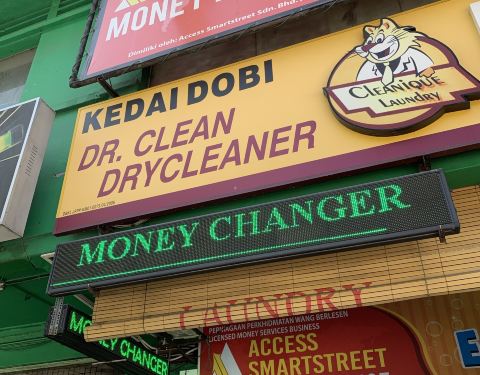 MONEY
Dimiliki oleh: Access Smartstreet Sdn. Bhd.
KEDAI DOBI
DR. CLEAN
DRYCLEANER
CLEANIQUE
LAUNDRY
MONEY CHANGER
MONEY CHANGER
LAUNDRY
PERNIAGAAN PERKHIDMATAN WANG BERLESEN
LICENSED MONEY SERVICES BUSINESS
ACCESS
SMARTSTREET